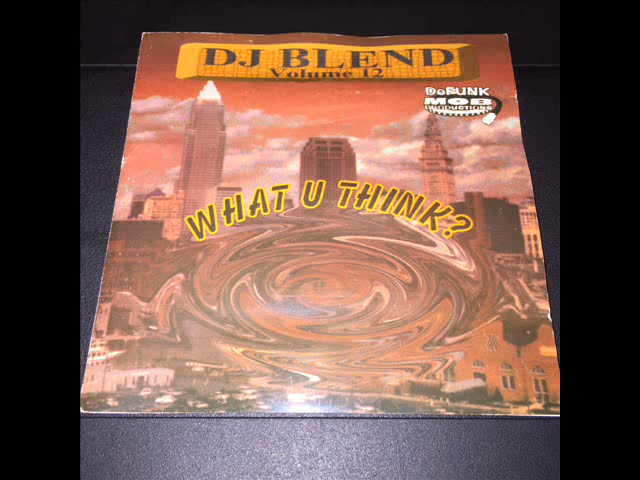 DJ BLEND
Volume 12
DeFUNK
MOB
PRODUCTIONS
WHAT U THINK?